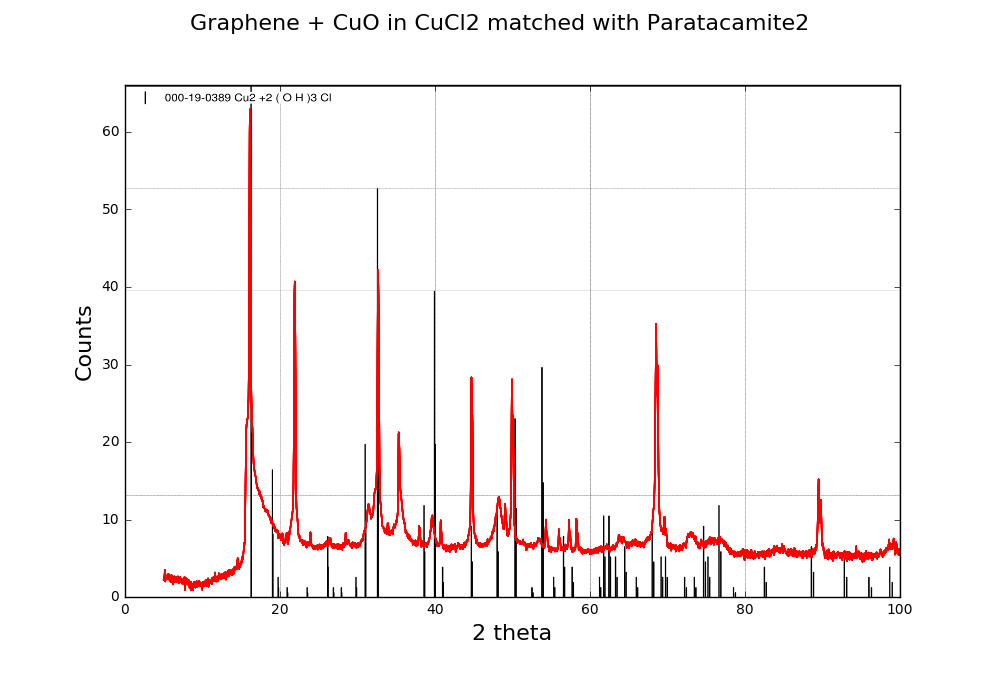 Graphene + CuO in CuCl2 matched with Paratacamite2
000-19-0389 Cu2 +2 ( O H )3 Cl
60
50
40
30
20
10
0
Counts
0 20 40 60 80 100
2 theta